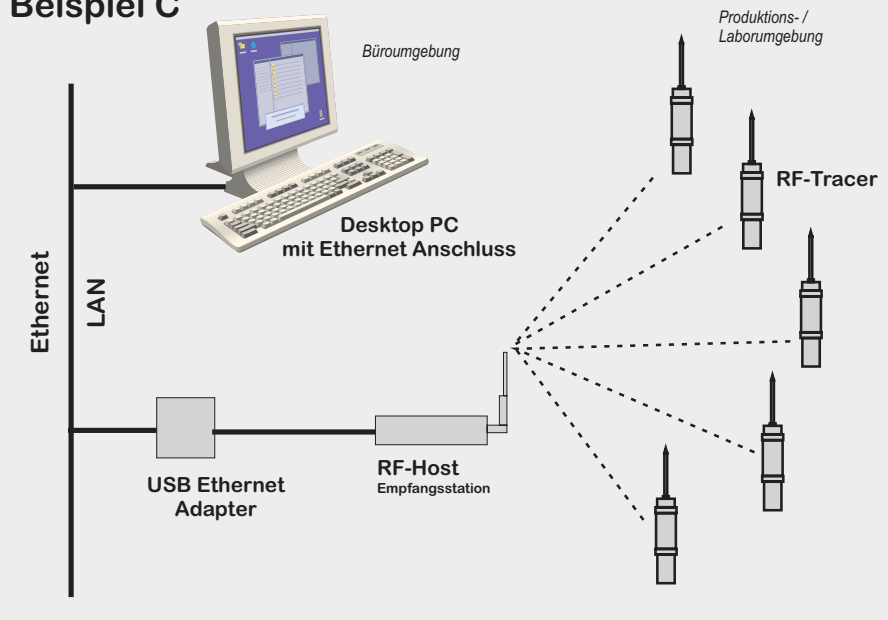 Beispiel C
Büroumgebung
Produktions- /
Laborumgebung
RF-Tracer
Desktop PC
mit Ethernet Anschluss
Ethernet
LAN
USB Ethernet
Adapter
RF-Host
Empfangsstation